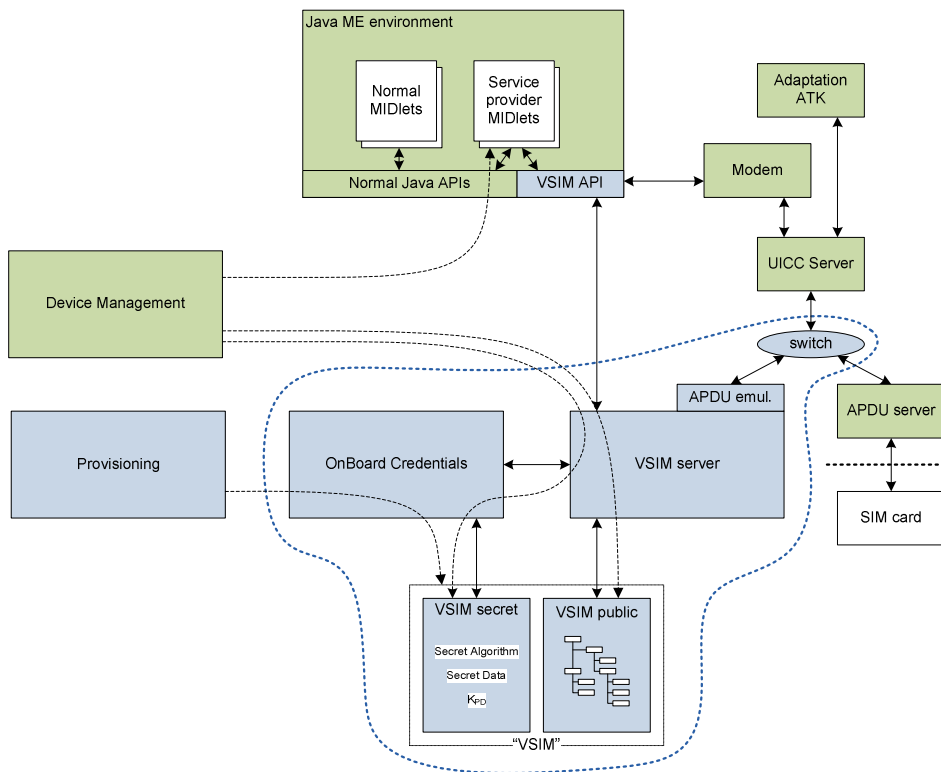 Java ME environment
Normal
MIDlets
Service
provider
MIDlets
Adaptation
ATK
Modem
Normal Java APIs
VSIM API
UICC Server
Device Management
switch
APDU emul.
APDU server
Provisioning
OnBoard Credentials
VSIM server
SIM card
VSIM secret
VSIM public
Secret Algorithm
Secret Data
KPD
“VSIM”